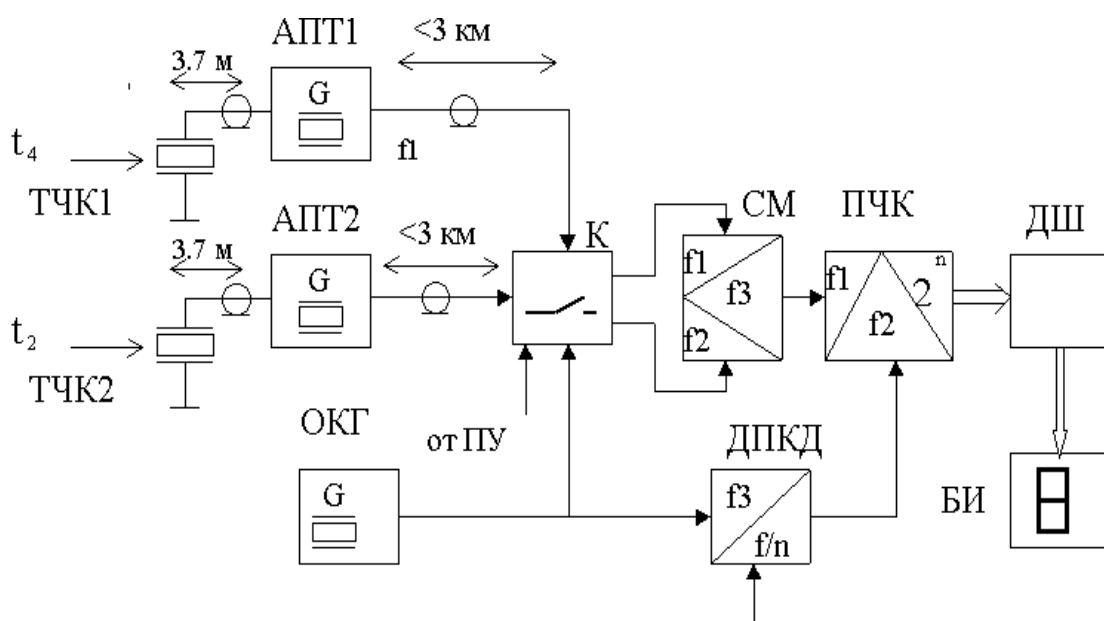 АПТ1
<3 км
3.7 м
G
f1
t4
ТЧК1
АПТ2
<3 км
3.7 м
G
К
t2
ТЧК2
СМ
f1
f3
f2
ПЧК
f1
2n
f2
ДШ
ОКГ
от ПУ
G
ДПКД
f3
f/n
БИ